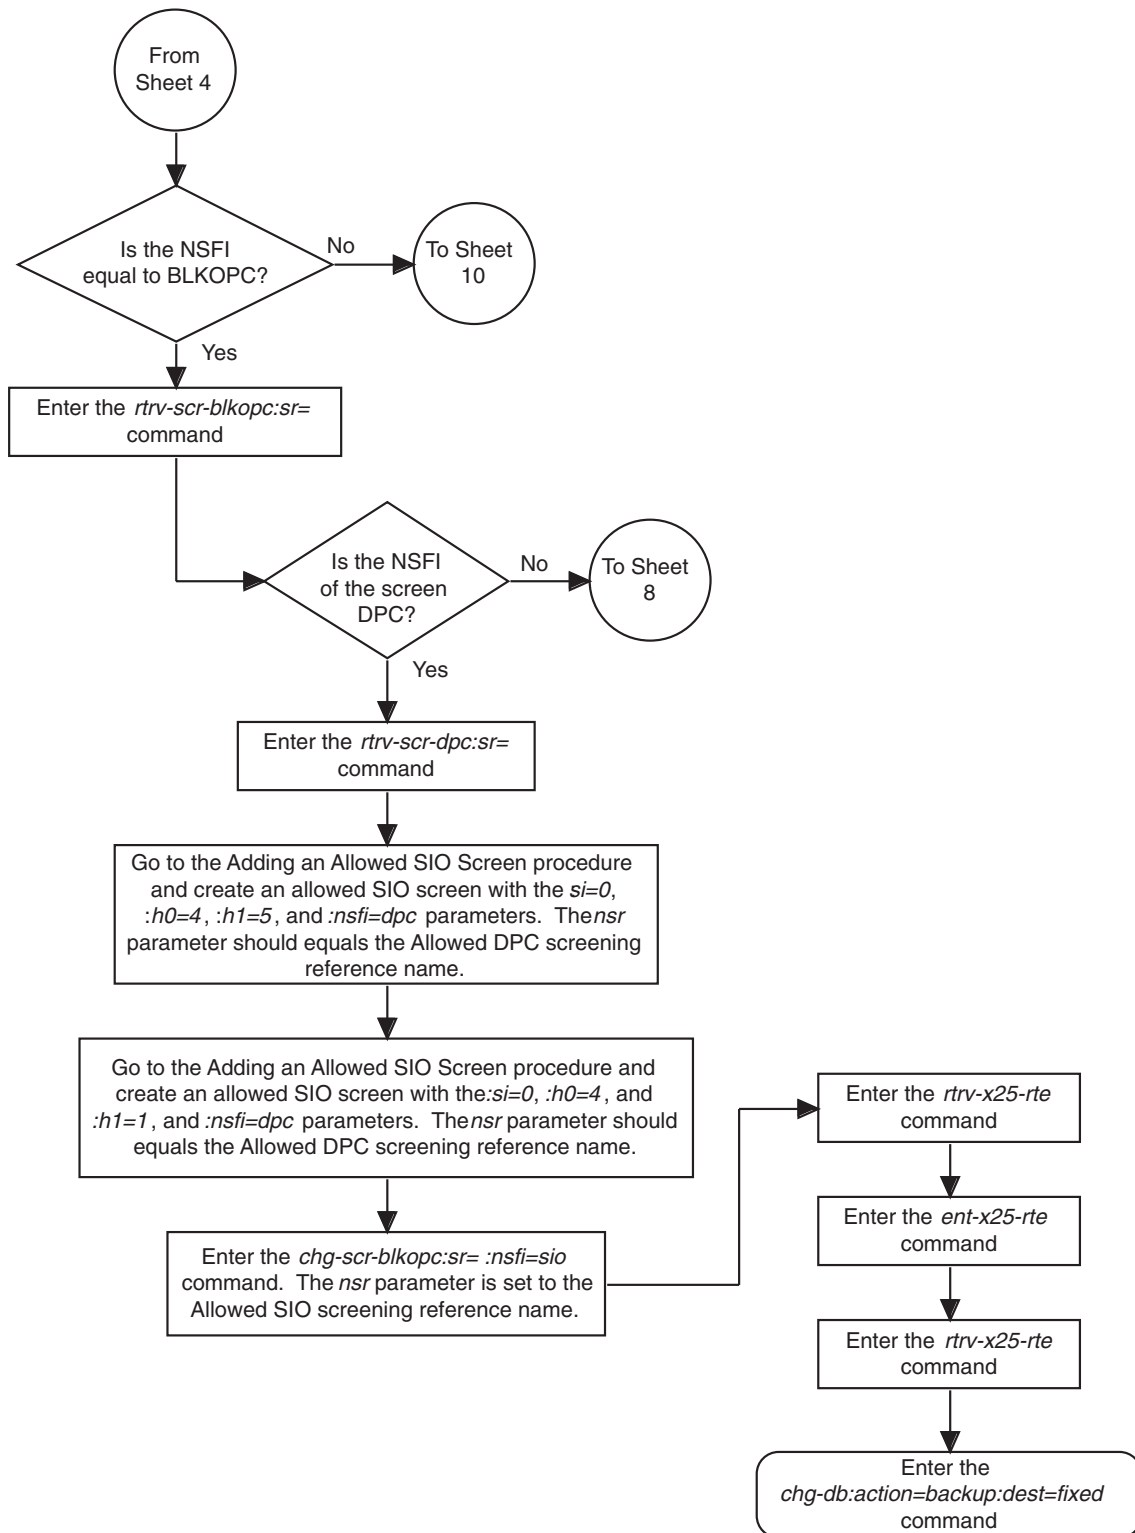 From
Sheet 4
Is the NSFI
equal to BLKOPC?
No
To Sheet
10
Yes
Enter the rtrv-scr-blkopc:sr=
command
Is the NSFI
of the screen
DPC?
No
To Sheet
8
Yes
Enter the rtrv-scr-dpc:sr=
command
Go to the Adding an Allowed SIO Screen procedure
and create an allowed SIO screen with the si=0,
:h0=4, :h1=5, and :nsfi=dpc parameters. The nsr
parameter should equals the Allowed DPC screening
reference name.
Go to the Adding an Allowed SIO Screen procedure and
create an allowed SIO screen with the:si=0, :h0=4, and
:h1=1, and :nsfi=dpc parameters. The nsr parameter should
equals the Allowed DPC screening reference name.
Enter the chg-scr-blkopc:sr= :nsfi=sio
command. The nsr parameter is set to the
Allowed SIO screening reference name.
Enter the rtrv-x25-rte
command
Enter the ent-x25-rte
command
Enter the rtrv-x25-rte
command
Enter the
chg-db:action=backup:dest=fixed
command